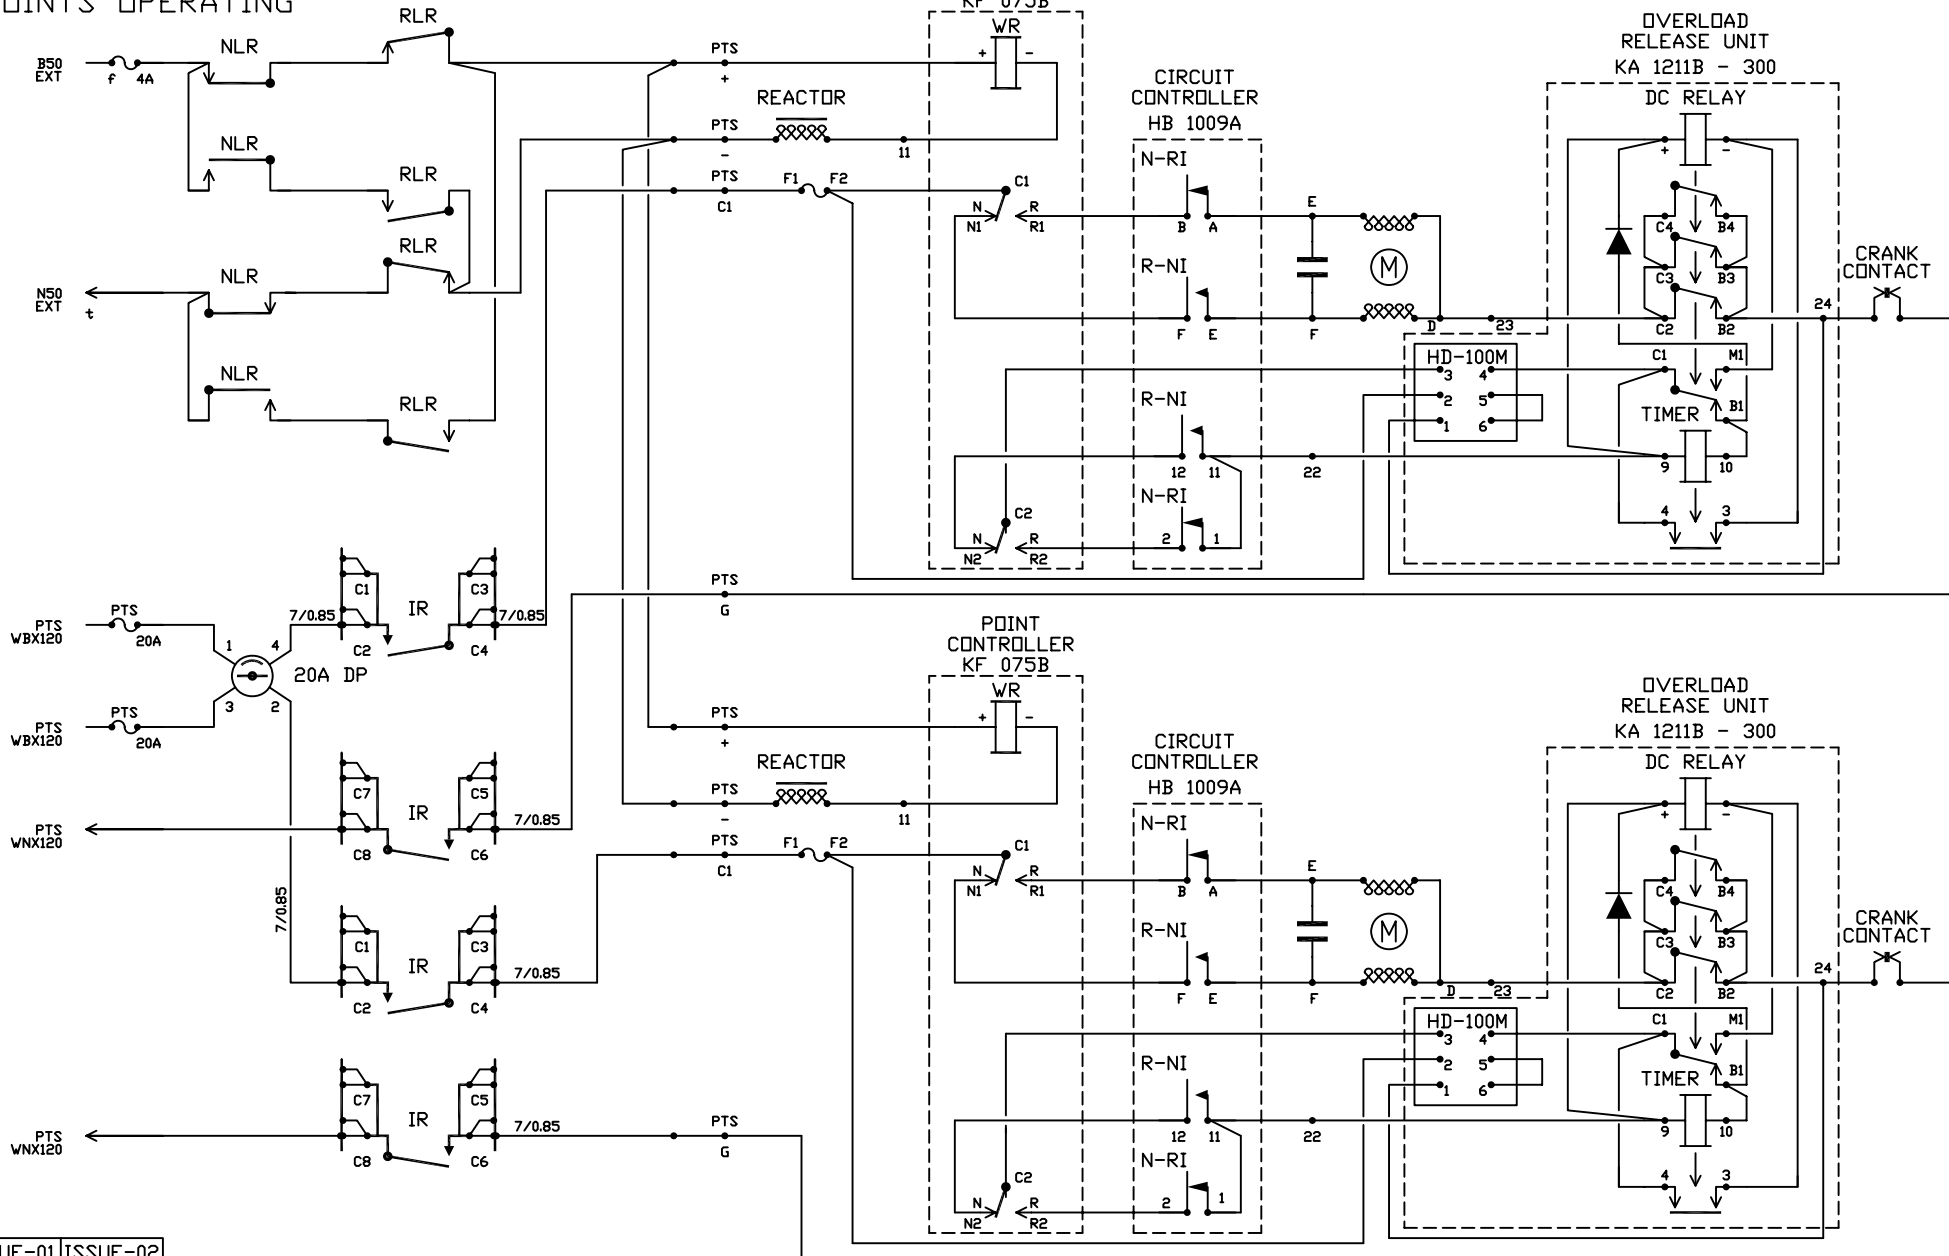 OINTS OPERATING
B50
EXT
f
4A
NLR
RLR
NLR
RLR
N50
EXT
t
NLR
RLR
NLR
RLR
PTS
+
REACTOR
PTS
-
11
PTS
C1
F1
F2
KF 075B
WR
+
-
C1
N
N1
R
R1
C2
N
N2
R
R2
CIRCUIT
CONTROLLER
HB 1009A
N-RI
B
A
R-NI
F
E
R-NI
12
11
N-RI
2
1
E
F
M
22
D
23
HD-100M
3
4
2
5
1
6
OVERLOAD
RELEASE UNIT
KA 1211B - 300
DC RELAY
+
-
C4
B4
C3
B3
C2
B2
C1
M1
B1
TIMER
9
10
4
3
24
CRANK
CONTACT
PTS
WBX120
PTS
20A
1
4
3
2
20A DP
PTS
WBX120
PTS
20A
7/0.85
C1
C2
IR
C3
C4
7/0.85
PTS
G
PTS
WNX120
C7
C8
IR
C5
C6
7/0.85
7/0.85
C1
C2
IR
C3
C4
7/0.85
PTS
WNX120
C7
C8
IR
C5
C6
7/0.85
PTS
G
PTS
+
REACTOR
PTS
-
11
PTS
C1
F1
F2
POINT
CONTROLLER
KF 075B
WR
+
-
C1
N
N1
R
R1
C2
N
N2
R
R2
CIRCUIT
CONTROLLER
HB 1009A
N-RI
B
A
R-NI
F
E
R-NI
12
11
N-RI
2
1
E
F
M
22
D
23
HD-100M
3
4
2
5
1
6
OVERLOAD
RELEASE UNIT
KA 1211B - 300
DC RELAY
+
-
C4
B4
C3
B3
C2
B2
C1
M1
B1
TIMER
9
10
4
3
24
CRANK
CONTACT
UE-01 ISSUE-02